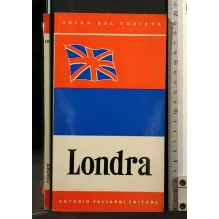 GUIDA DEL TURISTA
Londra
ANTONIO VALLARDI EDITORE